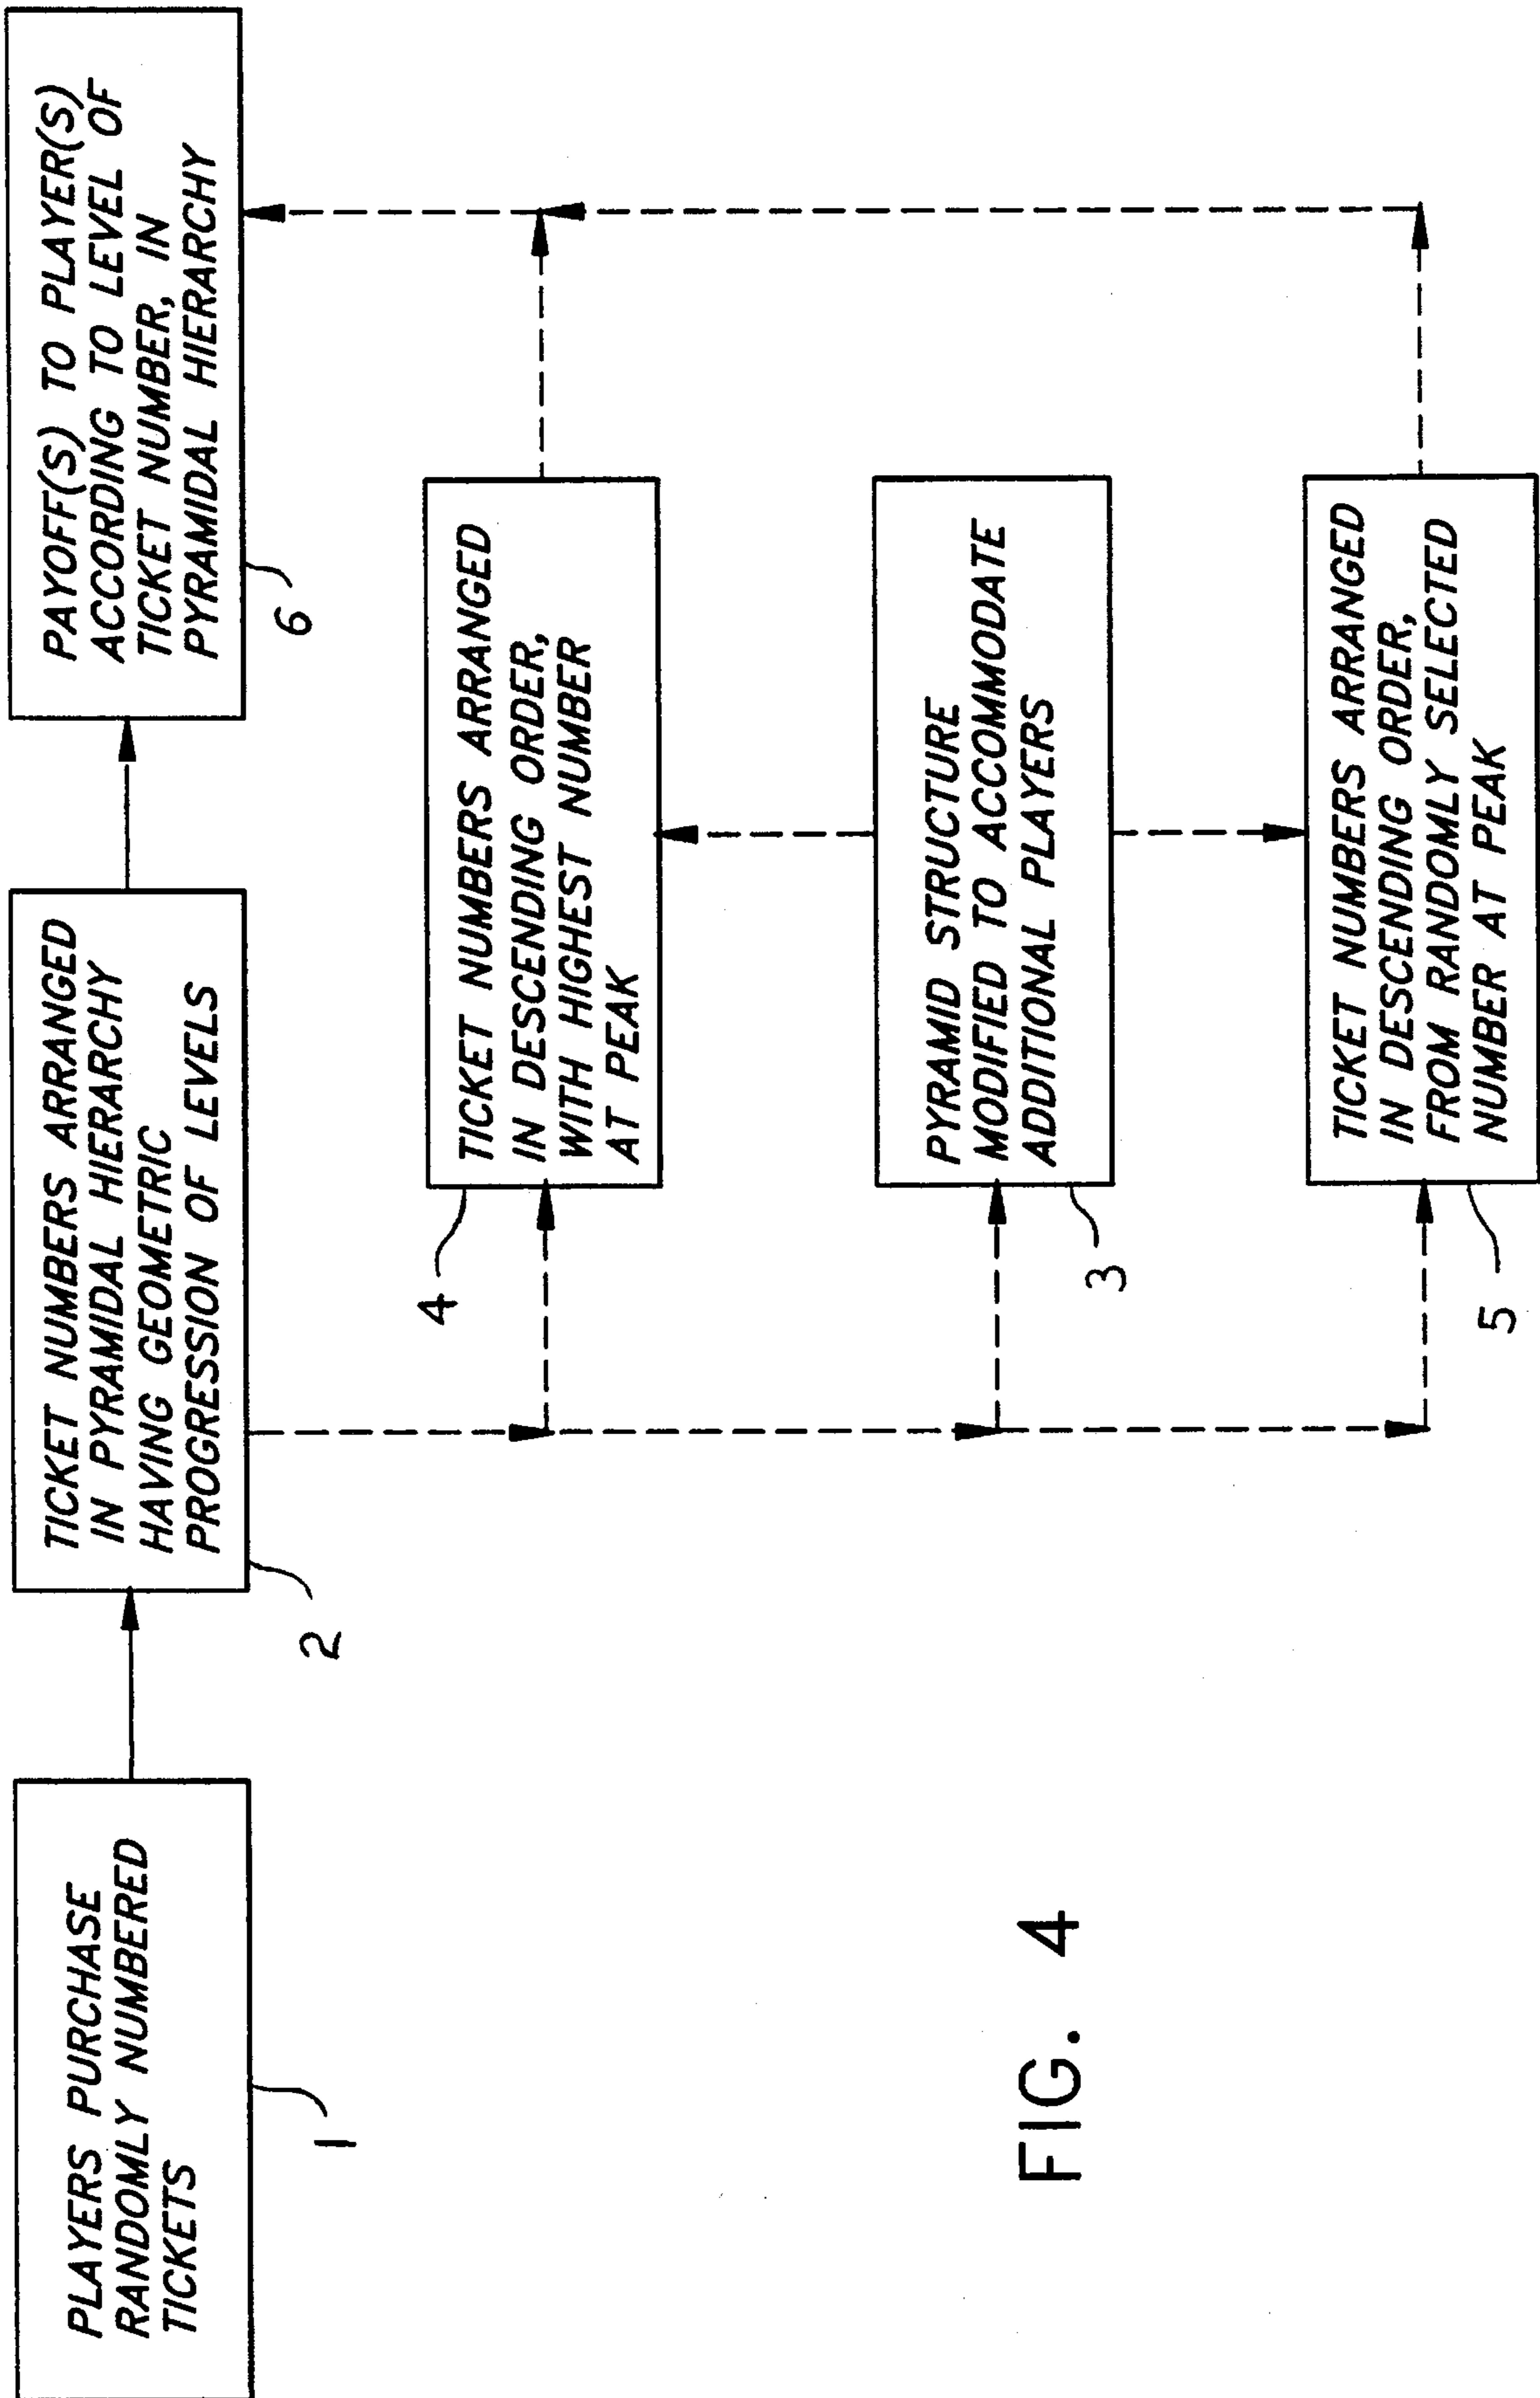 PLAYERS PURCHASE
RANDOMLY NUMBERED
TICKETS
1
TICKET NUMBERS ARRANGED
IN PYRAMIDAL HIERARCHY
HAVING GEOMETRIC
PROGRESSION OF LEVELS
2
PAYOFF(S) TO PLAYER(S)
ACCORDING TO LEVEL OF
TICKET NUMBER, IN
PYRAMIDAL HIERARCHY
6
4
TICKET NUMBERS ARRANGED
IN DESCENDING ORDER,
WITH HIGHEST NUMBER
AT PEAK
PYRAMID STRUCTURE
MODIFIED TO ACCOMMODATE
ADDITIONAL PLAYERS
3
TICKET NUMBERS ARRANGED
IN DESCENDING ORDER,
FROM RANDOMLY SELECTED
NUMBER AT PEAK
5
FIG. 4